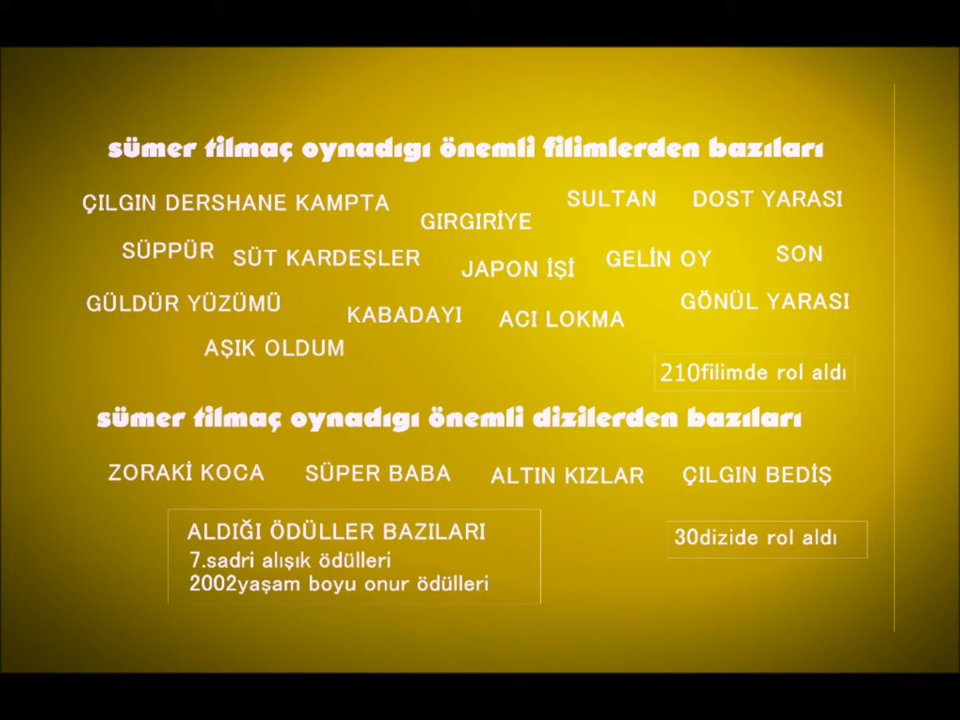 sümer tilmaç oynadıgı önemli filimlerden bazıları
ÇILGIN DERSHANE KAMPTA
GIRGIRİYE
SULTAN
DOST YARASI
SÜPPÜR
SÜT KARDEŞLER
JAPON İŞİ
GELİN OY
SON
GÜLDÜR YÜZÜMÜ
KABADAYI
ACI LOKMA
GÖNÜL YARASI
AŞIK OLDUM
210filimde rol aldı
sümer tilmaç oynadıgı önemli dizilerden bazıları
ZORAKİ KOCA
SÜPER BABA
ALTIN KIZLAR
ÇILGIN BEDİŞ
ALDIĞI ÖDÜLLER BAZILARI
7.sadri alışık ödülleri
2002yaşam boyu onur ödülleri
30dizide rol aldı